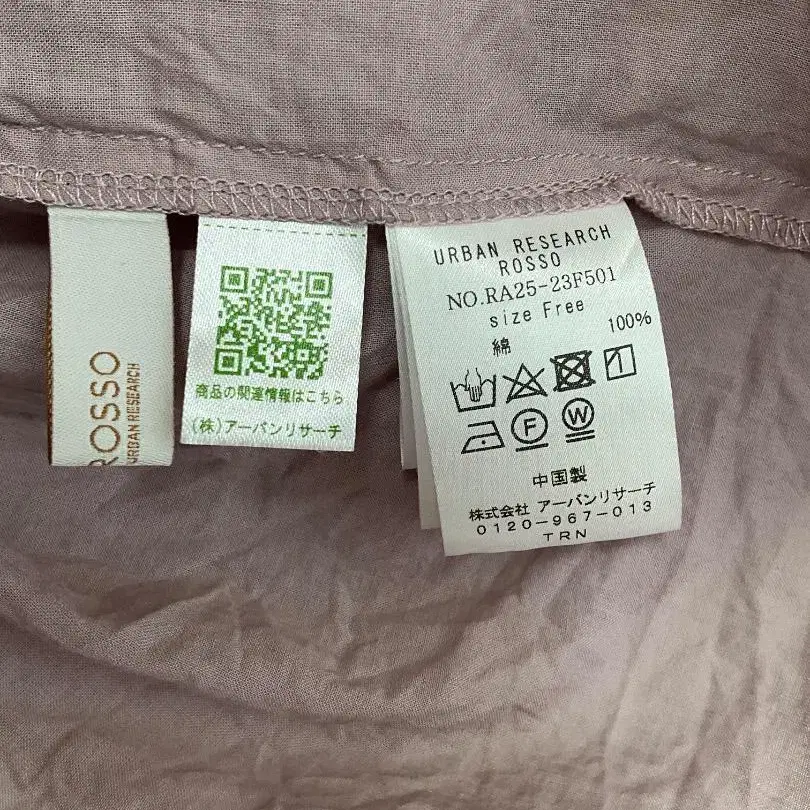 ROSSO
URBAN RESEARCH
商品の関連情報はこちら
(株)アーバンリサーチ
URBAN RESEARCH
ROSSO
NO.RA25-23F501
size Free
綿 100%
F W
中国製
株式会社 アーバンリサーチ
0120-967-013
TRN